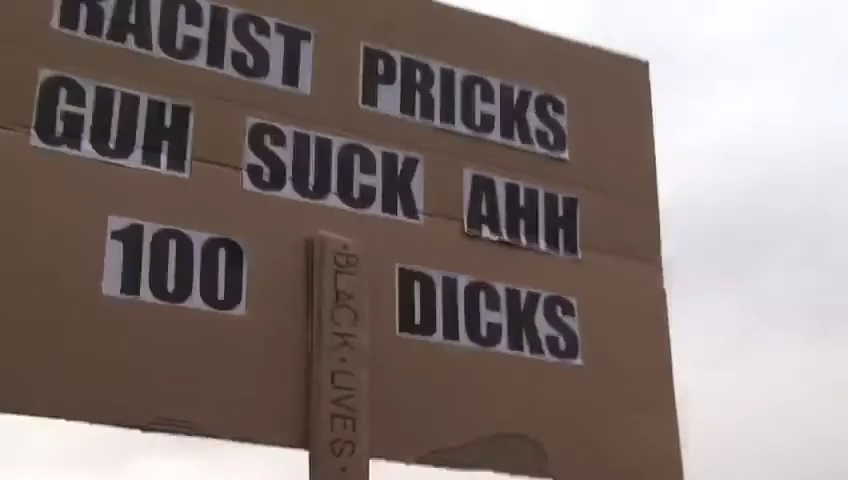 RACIST PRICKS
GUH SUCK AHH
100 DICKS
·BLACK·LIVES·